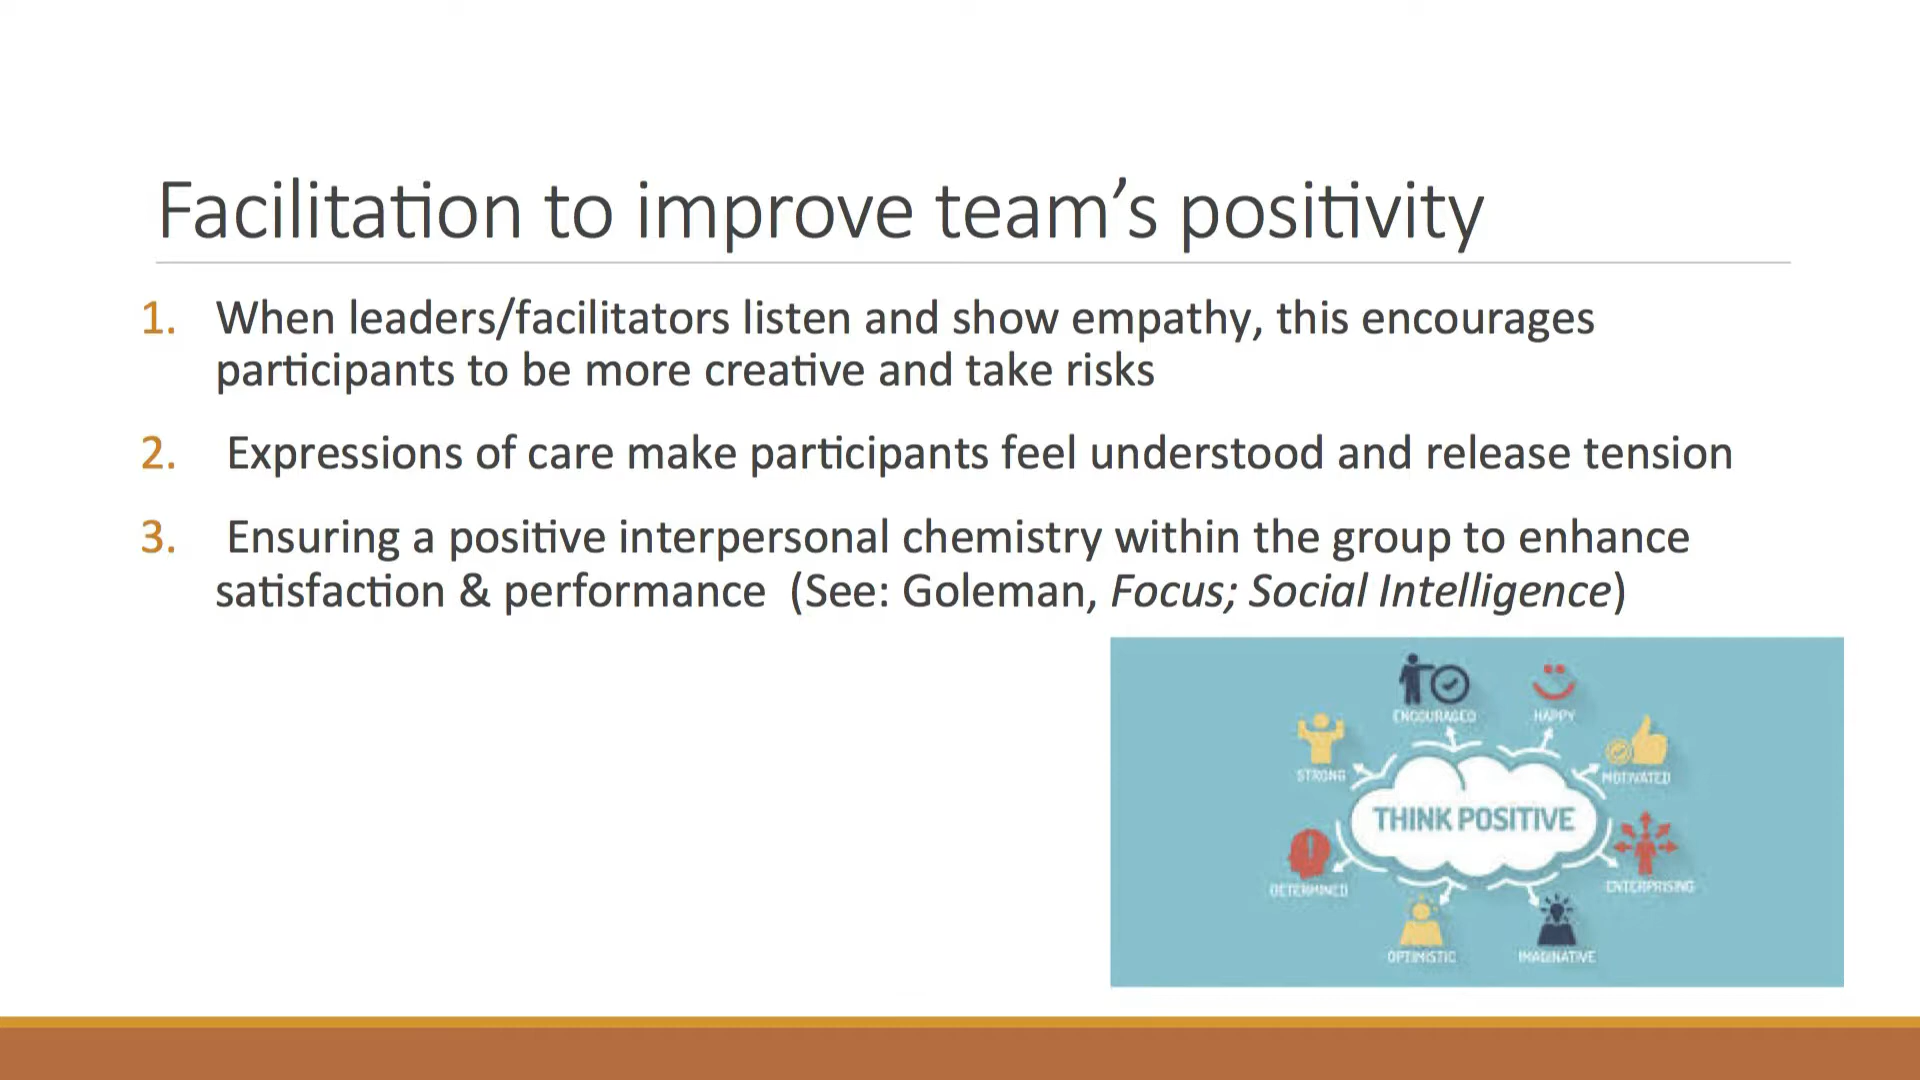 Facilitation to improve team’s positivity
1. When leaders/facilitators listen and show empathy, this encourages
participants to be more creative and take risks
2. Expressions of care make participants feel understood and release tension
3. Ensuring a positive interpersonal chemistry within the group to enhance
satisfaction & performance (See: Goleman, Focus; Social Intelligence)
ENCOURAGED
HAPPY
STRONG
MOTIVATED
THINK POSITIVE
DETERMINED
ENTERPRISING
OPTIMISTIC
IMAGINATIVE